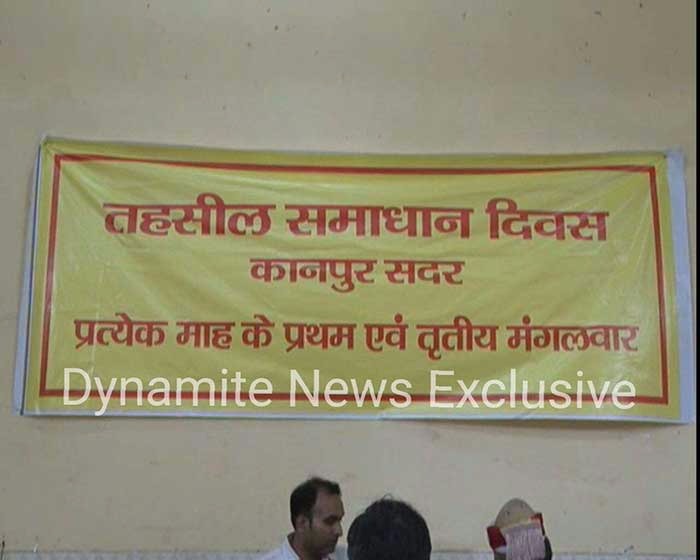 तहसील समाधान दिवस
कानपुर सदर
प्रत्येक माह के प्रथम एवं तृतीय मंगलवार
Dynamite News Exclusive